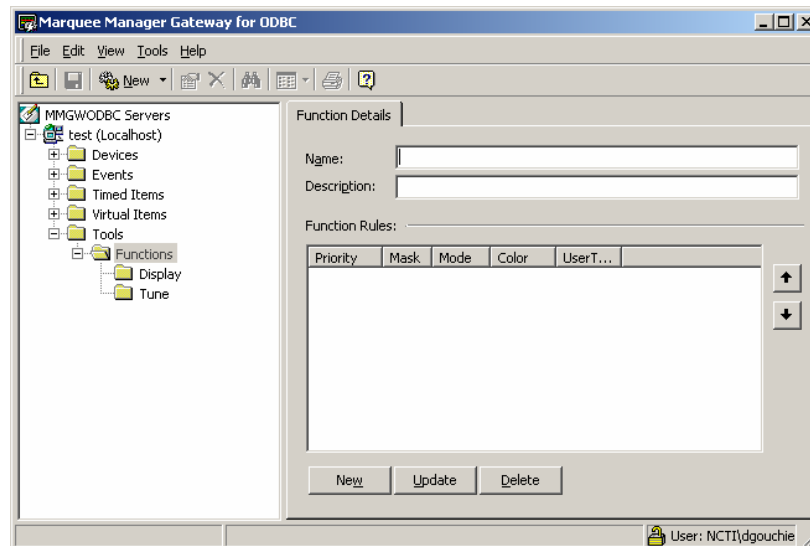 Marquee Manager Gateway for ODBC
File Edit View Tools Help
New
MMGWODBC Servers
test (Localhost)
Devices
Events
Timed Items
Virtual Items
Tools
Functions
Display
Tune
Function Details
Name:
Description:
Function Rules:
Priority Mask Mode Color UserT...
New Update Delete
User: NCTI\dgouchie